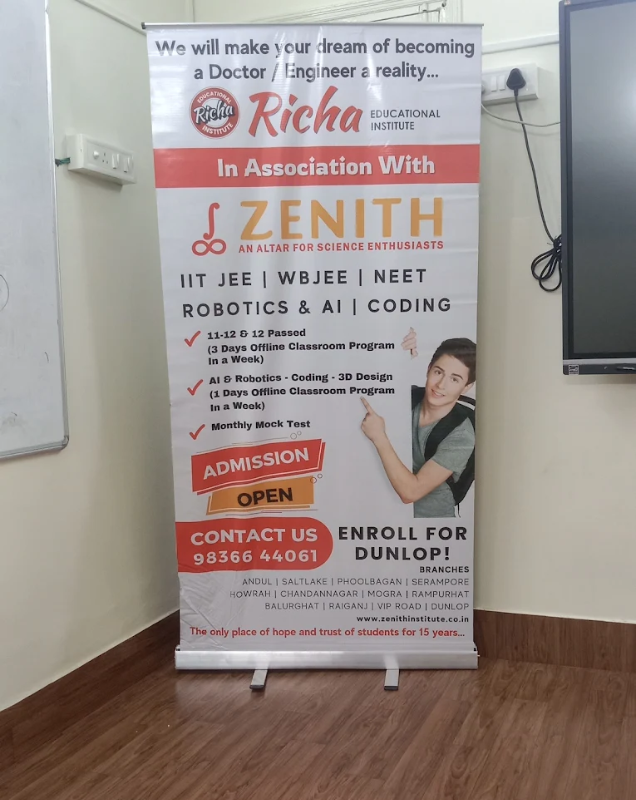 We will make your dream of becoming
a Doctor / Engineer a reality...
EDUCATIONAL
Richa
INSTITUTE
Richa EDUCATIONAL
INSTITUTE
In Association With
ZENITH
AN ALTAR FOR SCIENCE ENTHUSIASTS
IIT JEE | WBJEE | NEET
ROBOTICS & AI | CODING
11-12 & 12 Passed
(3 Days Offline Classroom Program
In a Week)
AI & Robotics - Coding - 3D Design
(1 Days Offline Classroom Program
In a Week)
Monthly Mock Test
ADMISSION
OPEN
CONTACT US
98366 44061
ENROLL FOR
DUNLOP!
BRANCHES
ANDUL | SALTLAKE | PHOOLBAGAN | SERAMPORE
HOWRAH | CHANDANNAGAR | MOGRA | RAMPURHAT
BALURGHAT | RAIGANJ | VIP ROAD | DUNLOP
www.zenithinstitute.co.in
The only place of hope and trust of students for 15 years...